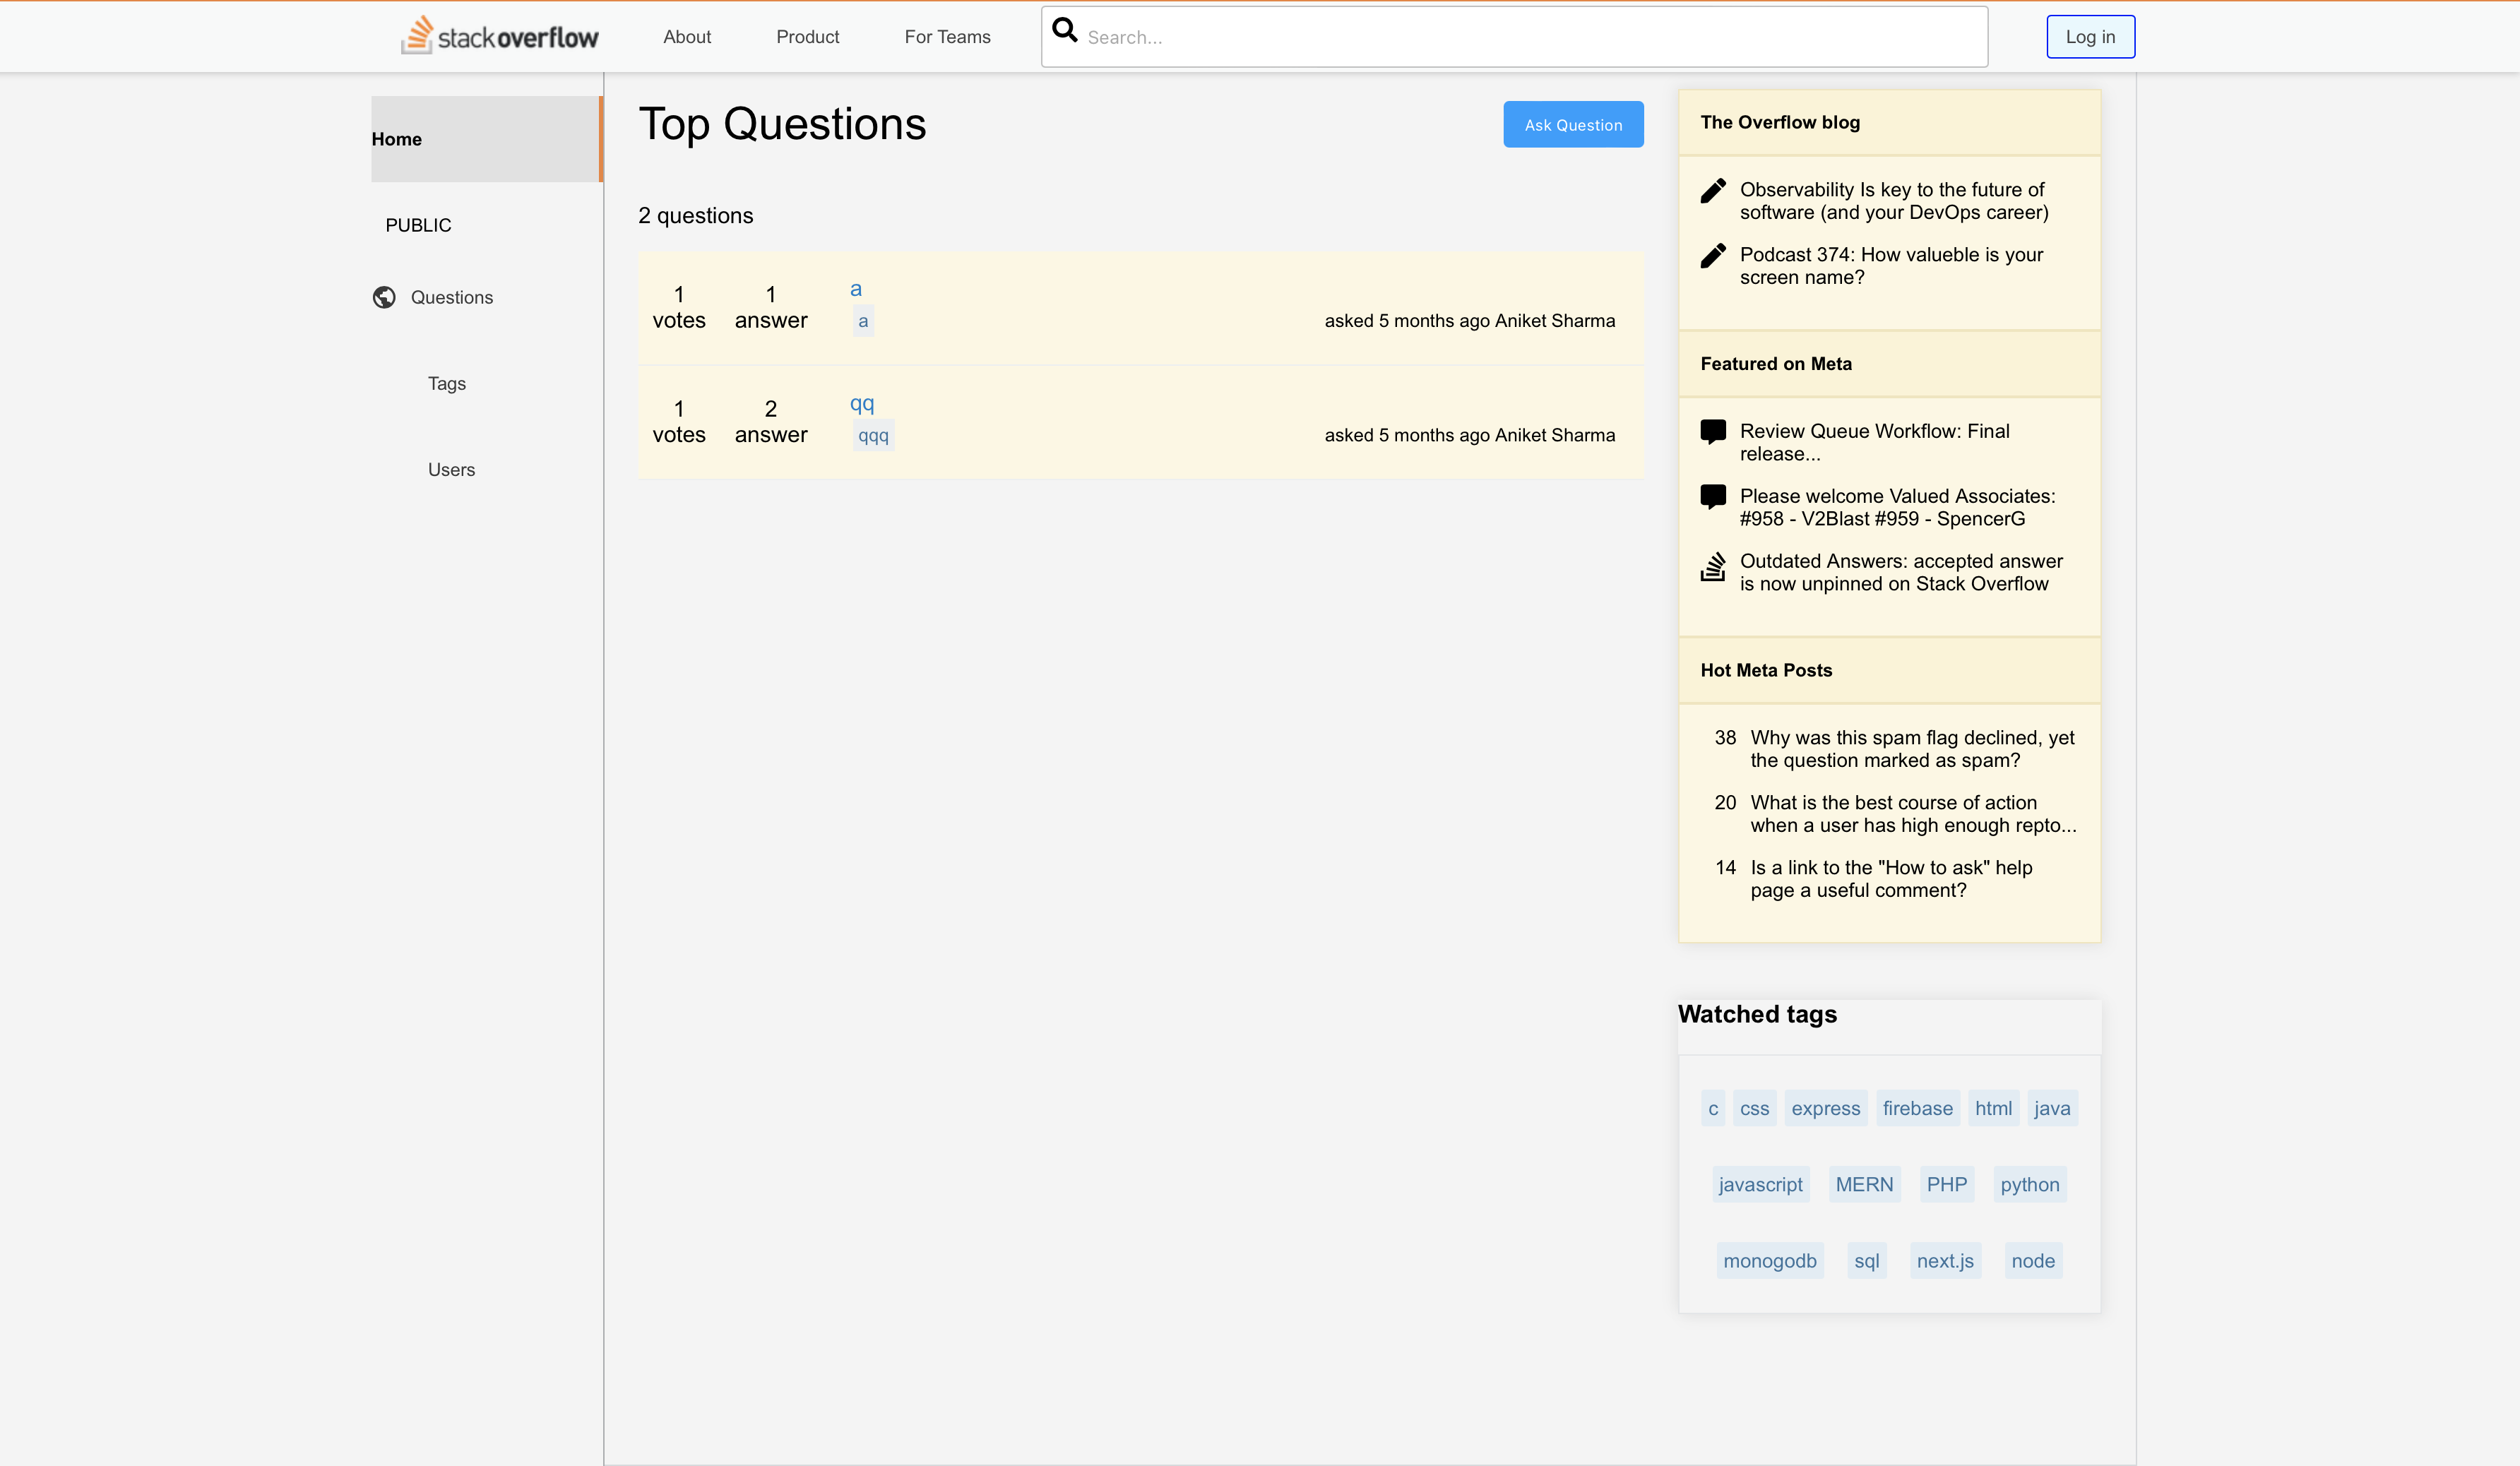 stackoverflow About Product For Teams Search... Log in
Home
PUBLIC
Questions
Tags
Users
Top Questions
Ask Question
2 questions
1 votes
1 answer
a
a
asked 5 months ago Aniket Sharma
1 votes
2 answer
qq
qqq
asked 5 months ago Aniket Sharma
The Overflow blog
Observability Is key to the future of
software (and your DevOps career)
Podcast 374: How valueble is your
screen name?
Featured on Meta
Review Queue Workflow: Final
release...
Please welcome Valued Associates:
#958 - V2Blast #959 - SpencerG
Outdated Answers: accepted answer
is now unpinned on Stack Overflow
Hot Meta Posts
38 Why was this spam flag declined, yet
the question marked as spam?
20 What is the best course of action
when a user has high enough repto...
14 Is a link to the "How to ask" help
page a useful comment?
Watched tags
c css express firebase html java
javascript MERN PHP python
monogodb sql next.js node